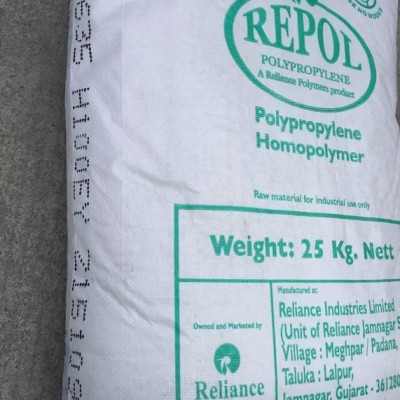 REPOL
POLYPROPYLENE
A Reliance Polymers product
Polypropylene
Homopolymer
Raw material for industrial use only
Weight: 25 Kg. Nett
Owned and Marketed by
Reliance
Manufactured at:
Reliance Industries Limited
(Unit of Reliance Jamnagar S
Village : Meghpar / Padana,
Taluka : Lalpur,
Jamnagar, Gujarat - 361280
H100EY